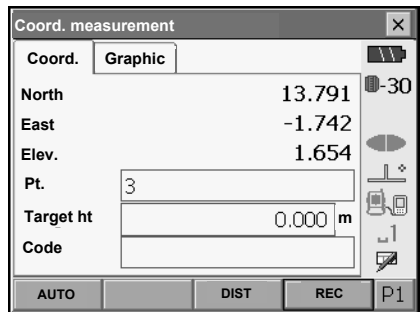 Coord. measurement
Coord. Graphic
-30
North 13.791
East -1.742
Elev. 1.654
Pt. 3
Target ht 0.000 m
Code
1
AUTO DIST REC P1